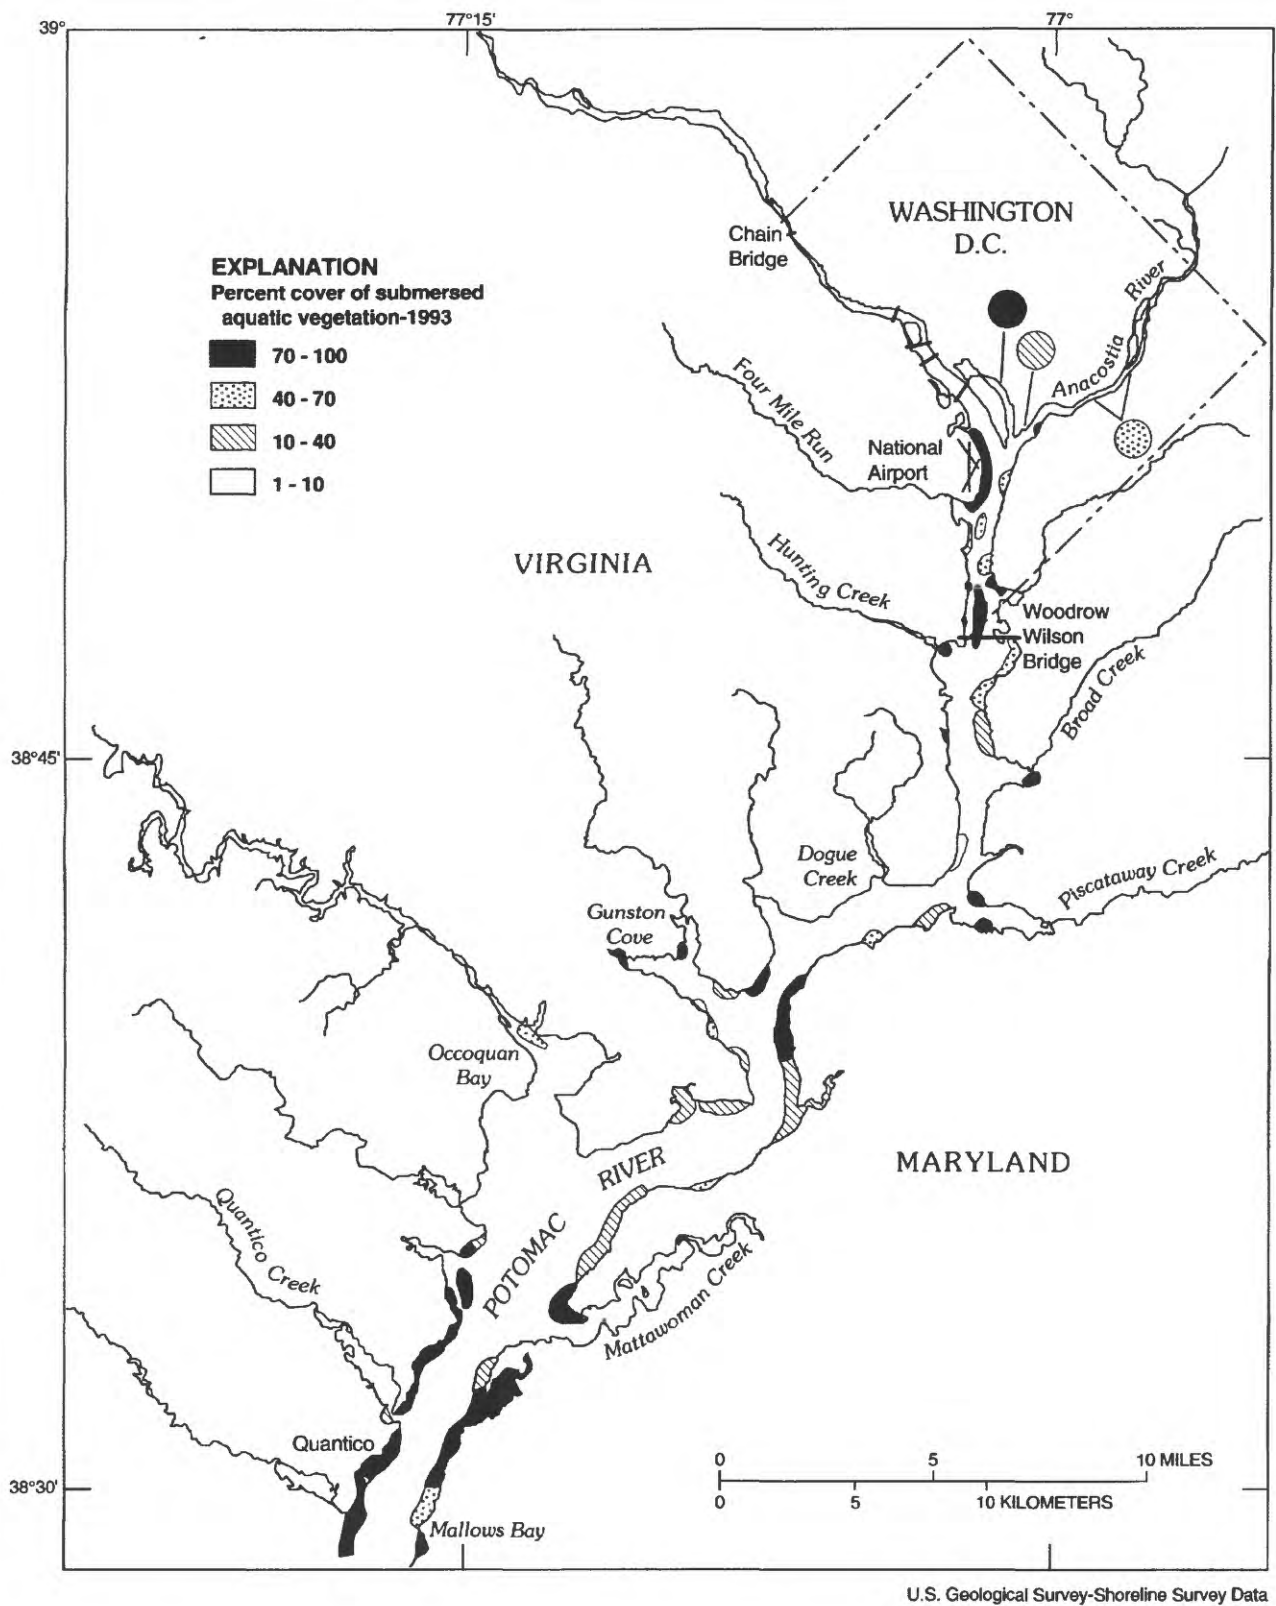 77°15'
77°
39°
WASHINGTON
D.C.
Chain
Bridge
River
EXPLANATION
Percent cover of submersed
aquatic vegetation-1993
70 - 100
40 - 70
10 - 40
1 - 10
Four Mile Run
Anacostia
National
Airport
VIRGINIA
Hunting Creek
Woodrow
Wilson
Bridge
Broad Creek
38°45'
Dogue
Creek
Piscataway Creek
Gunston
Cove
Occoquan
Bay
RIVER
MARYLAND
Quantico Creek
POTOMAC
Mattawoman Creek
Quantico
0 5 10 MILES
0 5 10 KILOMETERS
38°30'
Mallows Bay
U.S. Geological Survey-Shoreline Survey Data